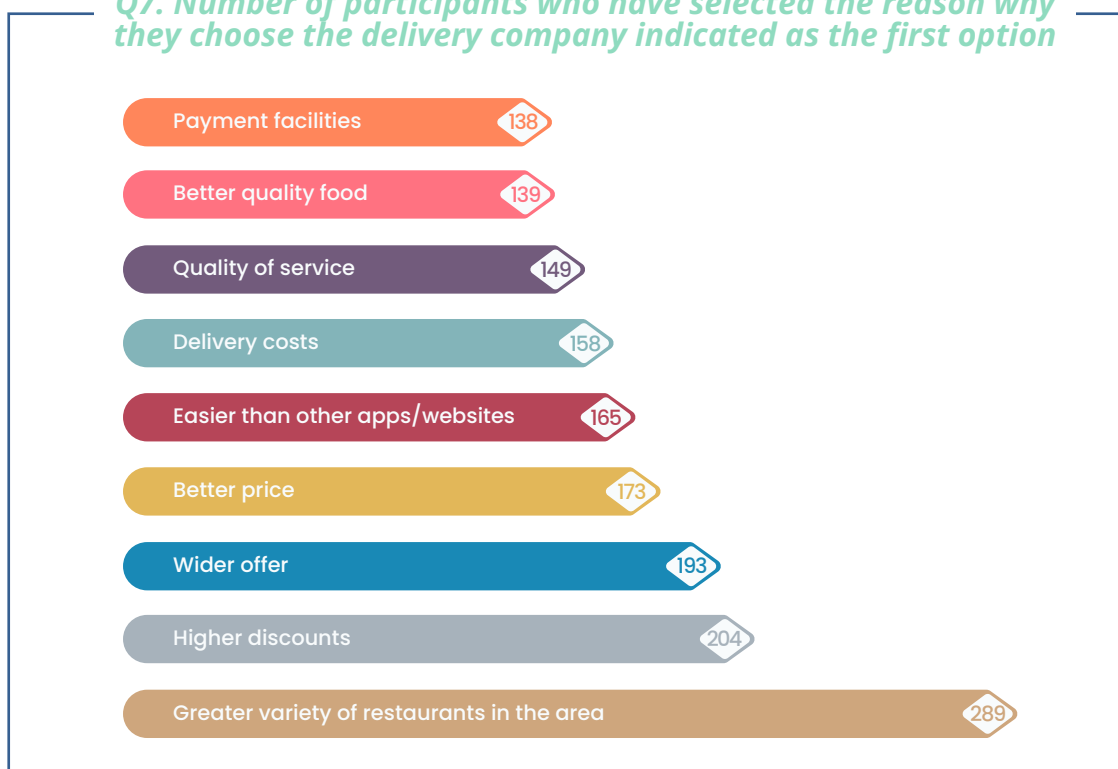 Q7. Number of participants who have selected the reason why
they choose the delivery company indicated as the first option
Payment facilities 138
Better quality food 139
Quality of service 149
Delivery costs 158
Easier than other apps/websites 165
Better price 173
Wider offer 193
Higher discounts 204
Greater variety of restaurants in the area 289